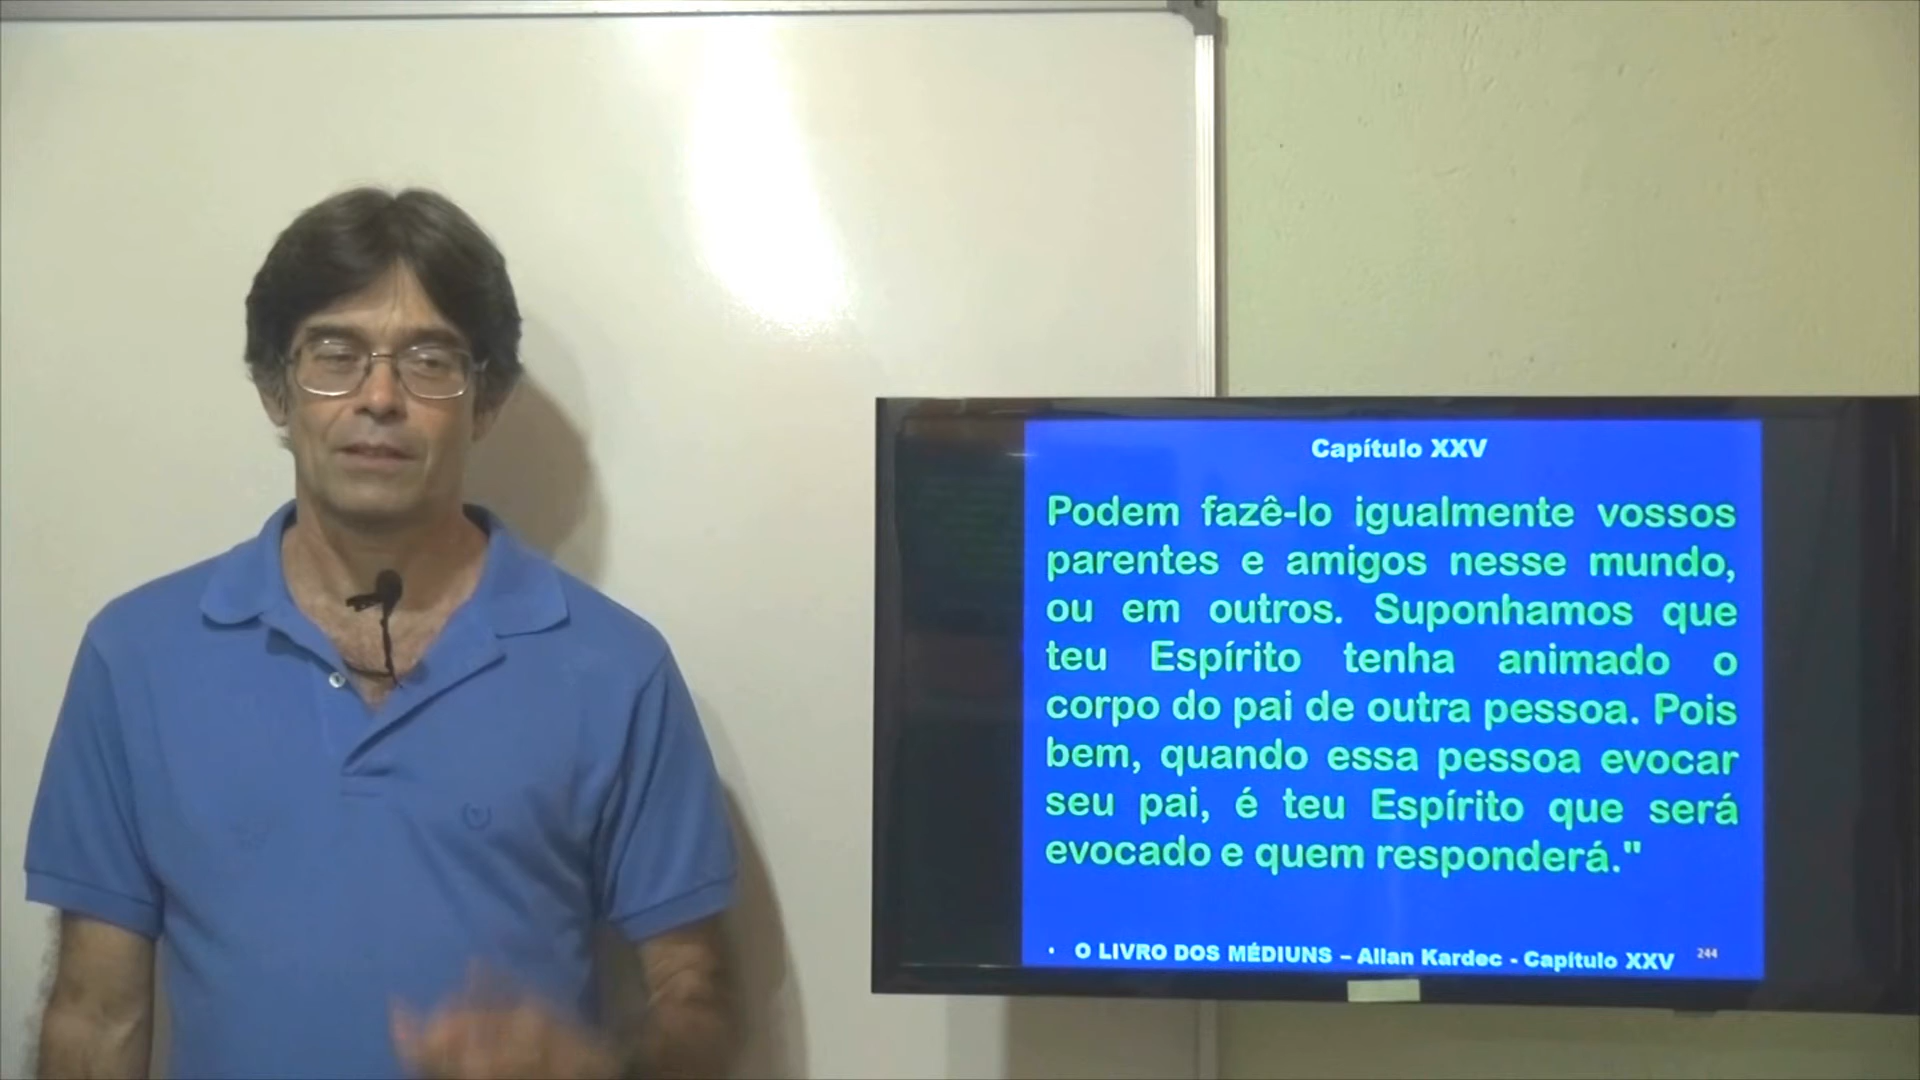 Capítulo XXV
Podem fazê-lo igualmente vossos
parentes e amigos nesse mundo,
ou em outros. Suponhamos que
teu Espírito tenha animado o
corpo do pai de outra pessoa. Pois
bem, quando essa pessoa evocar
seu pai, é teu Espírito que será
evocado e quem responderá."
• O LIVRO DOS MÉDIUNS – Allan Kardec - Capítulo XXV 244